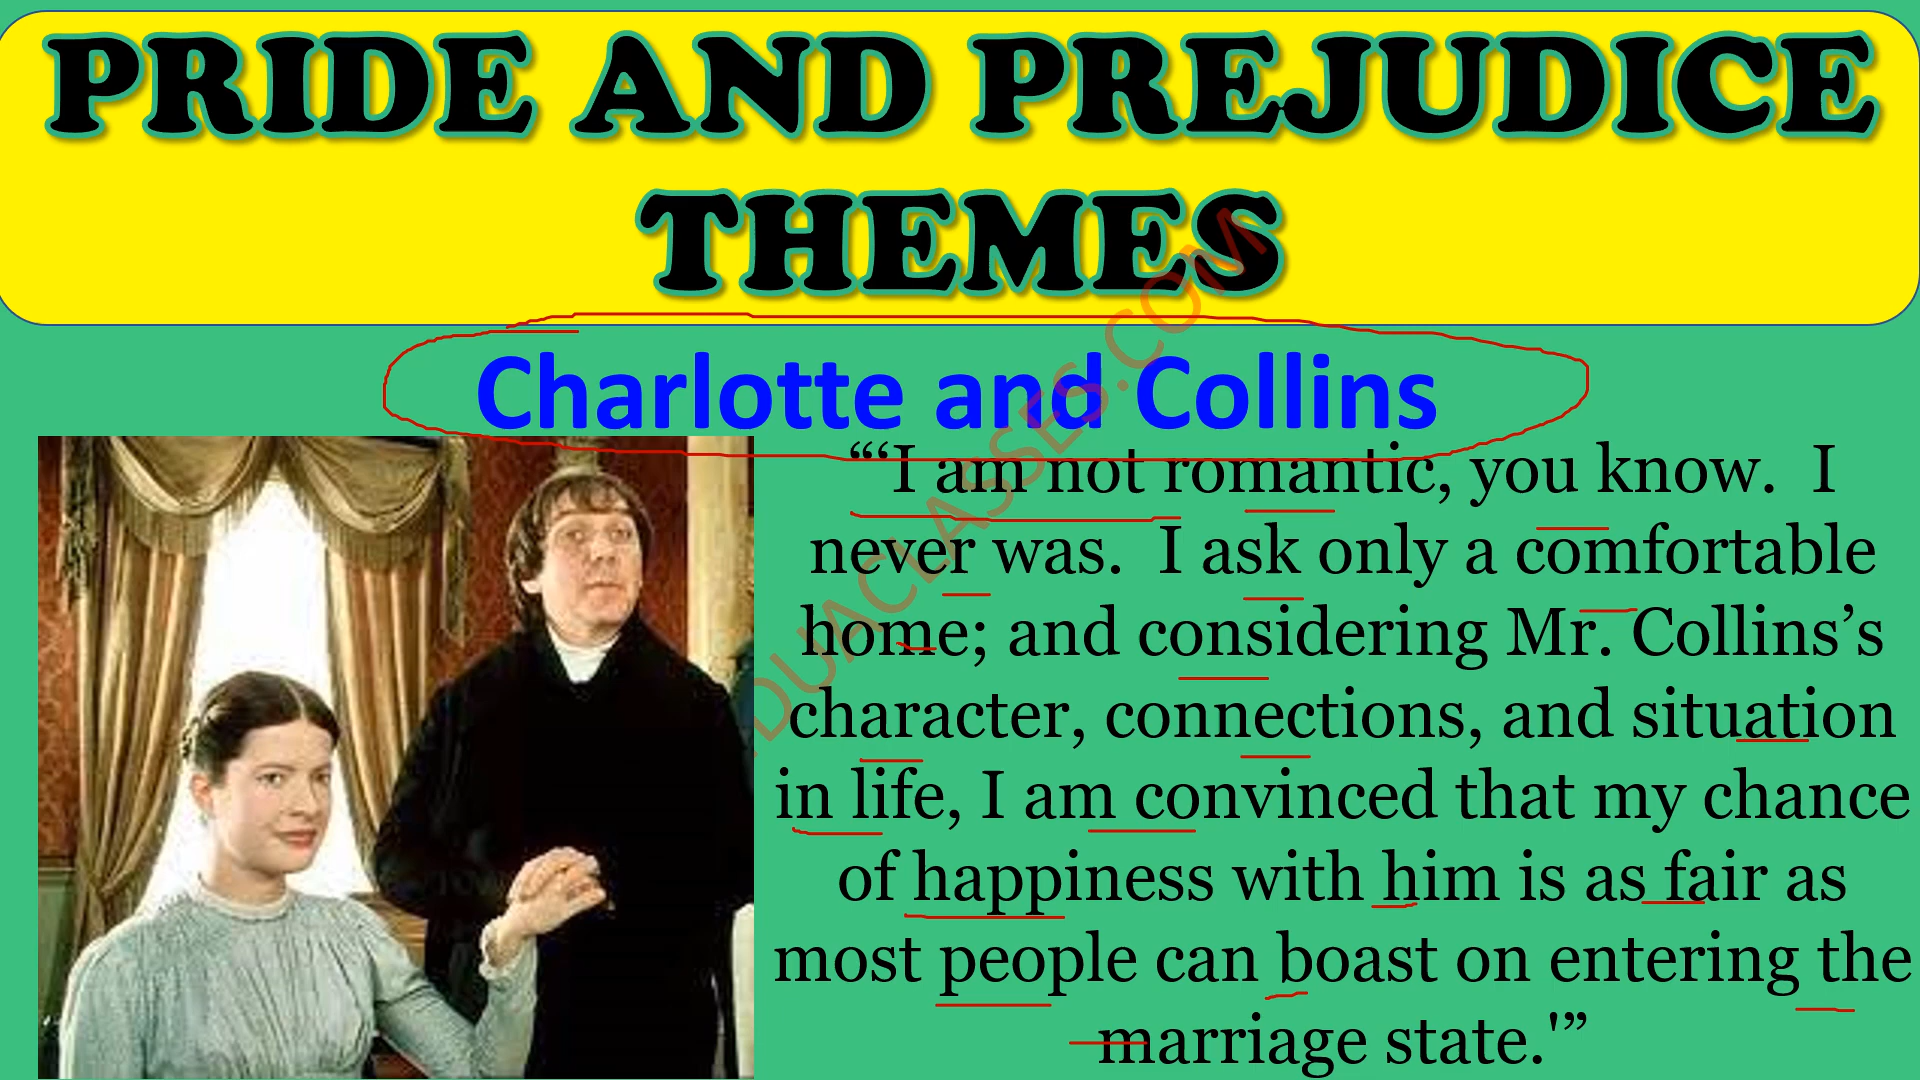 PRIDE AND PREJUDICE
THEMES
Charlotte and Collins
“‘I am not romantic, you know.  I
never was.  I ask only a comfortable
home; and considering Mr.  Collins’s
character, connections, and situation
in life, I am convinced that my chance
of happiness with him is as fair as
most people can boast on entering the
marriage state.'”
DUACLASSES.COM